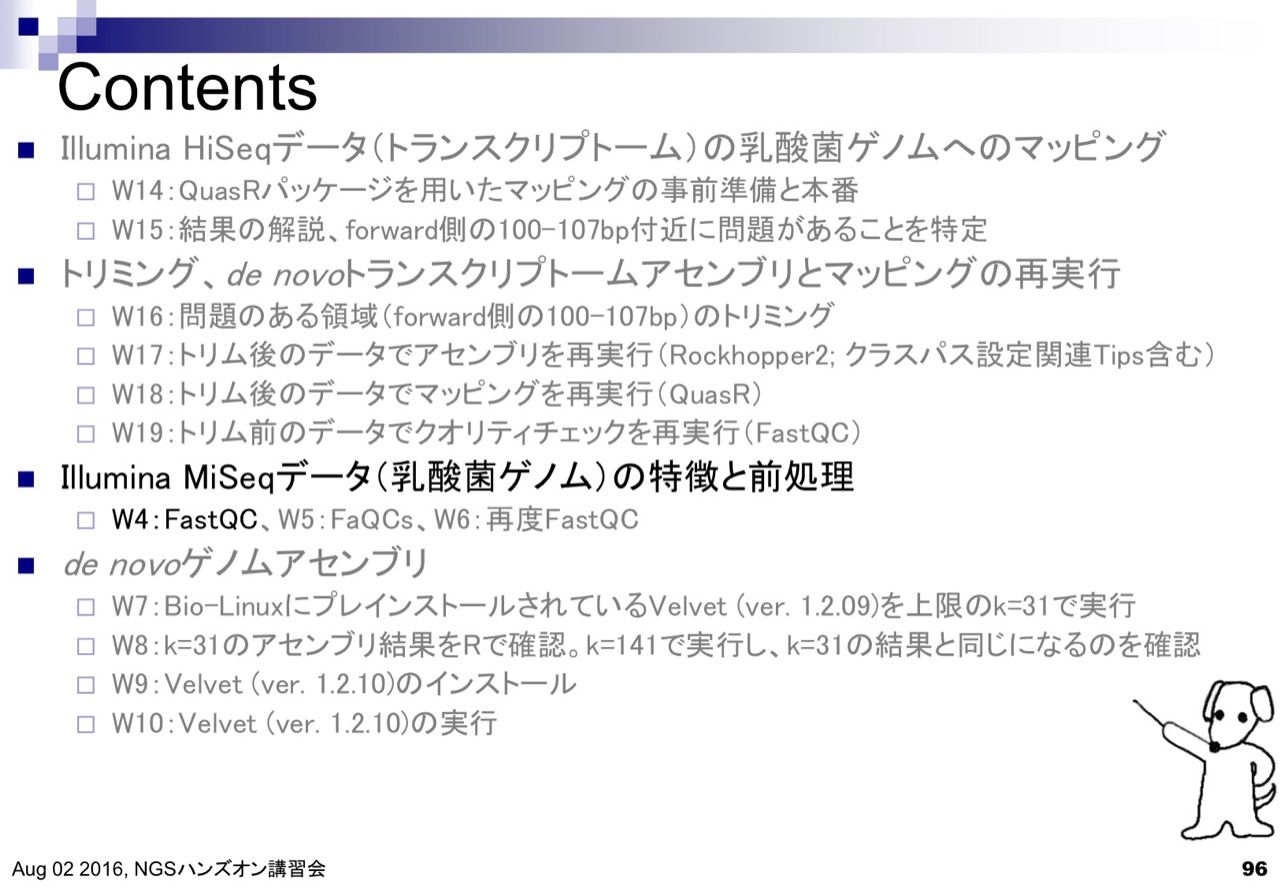 Contents
Illumina HiSeqデータ（トランスクリプトーム）の乳酸菌ゲノムへのマッピング
W14：QuasRパッケージを用いたマッピングの事前準備と本番
W15：結果の解説、forward側の100-107bp付近に問題があることを特定
トリミング、de novoトランスクリプトームアセンブリとマッピングの再実行
W16：問題のある領域（forward側の100-107bp）のトリミング
W17：トリム後のデータでアセンブリを再実行（Rockhopper2; クラスパス設定関連Tips含む）
W18：トリム後のデータでマッピングを再実行（QuasR）
W19：トリム前のデータでクオリティチェックを再実行（FastQC）
Illumina MiSeqデータ（乳酸菌ゲノム）の特徴と前処理
W4：FastQC、W5：FaQCs、W6：再度FastQC
de novoゲノムアセンブリ
W7：Bio-LinuxにプレインストールされているVelvet (ver. 1.2.09)を上限のk=31で実行
W8：k=31のアセンブリ結果をRで確認。k=141で実行し、k=31の結果と同じになるのを確認
W9：Velvet (ver. 1.2.10)のインストール
W10：Velvet (ver. 1.2.10)の実行
Aug 02 2016, NGSハンズオン講習会
96